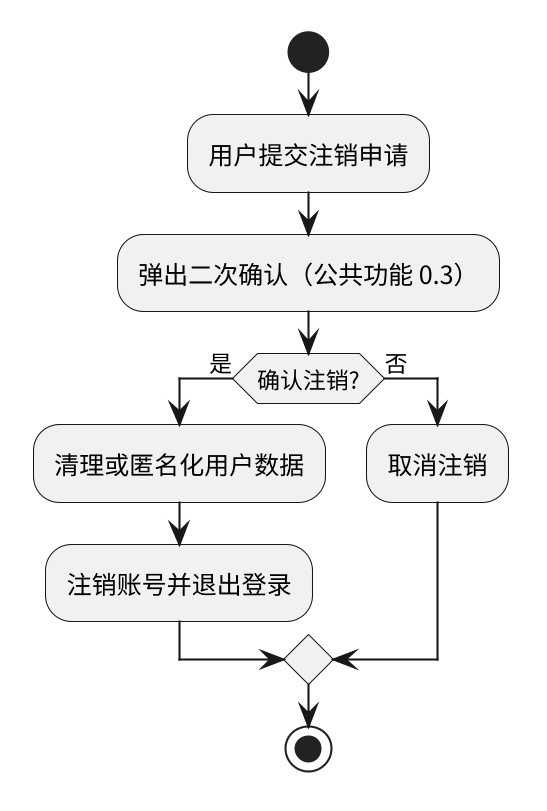 用户提交注销申请
弹出二次确认（公共功能 0.3）
确认注销?
是
否
清理或匿名化用户数据
取消注销
注销账号并退出登录